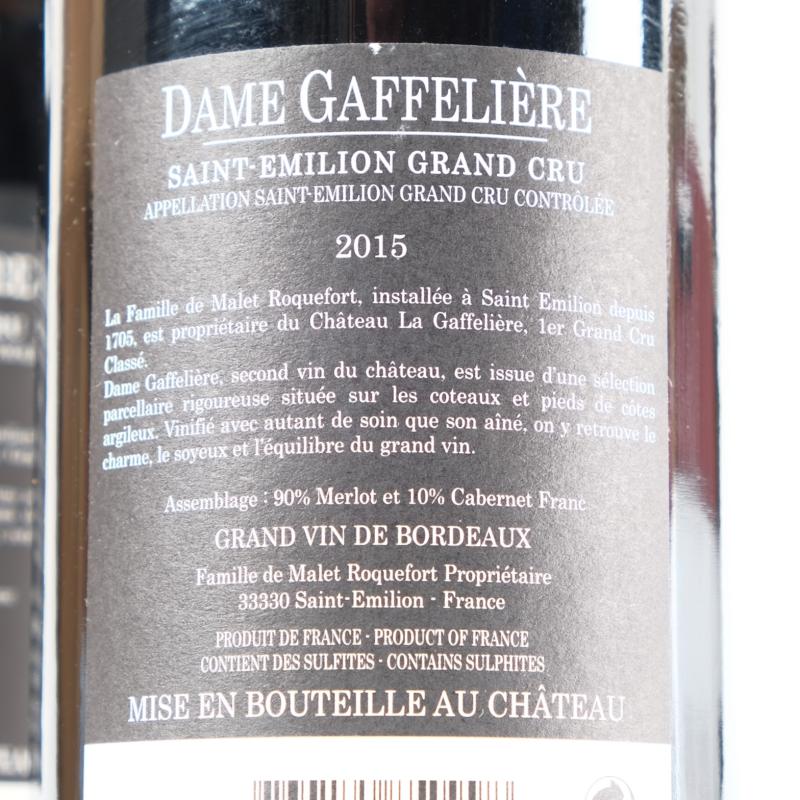 DAME GAFFELIÈRE
SAINT-EMILION GRAND CRU
APPELLATION SAINT-EMILION GRAND CRU CONTRÔLÉE
2015
La Famille de Malet Roquefort, installée à Saint Emilion depuis
1705, est propriétaire du Château La Gaffelière, 1er Grand Cru
Classé.
Dame Gaffelière, second vin du château, est issue d'une sélection
parcellaire rigoureuse située sur les coteaux et pieds de côtes
argileux. Vinifié avec autant de soin que son aîné, on y retrouve le
charme, le soyeux et l'équilibre du grand vin.
Assemblage : 90% Merlot et 10% Cabernet Franc
GRAND VIN DE BORDEAUX
Famille de Malet Roquefort Propriétaire
33330 Saint-Emilion - France
PRODUIT DE FRANCE - PRODUCT OF FRANCE
CONTIENT DES SULFITES - CONTAINS SULPHITES
MISE EN BOUTEILLE AU CHÂTEAU